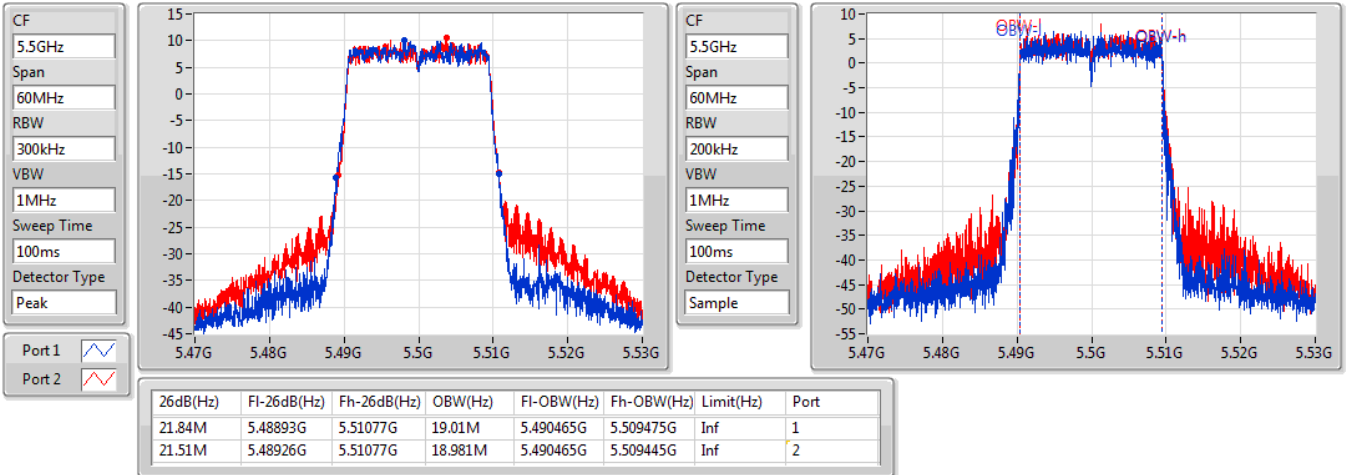 CF
5.5GHz
Span
60MHz
RBW
300kHz
VBW
1MHz
Sweep Time
100ms
Detector Type
Peak
Port 1
Port 2
15
10
5
0
-5
-10
-15
-20
-25
-30
-35
-40
-45
5.47G 5.48G 5.49G 5.5G 5.51G 5.52G 5.53G
CF
5.5GHz
Span
60MHz
RBW
200kHz
VBW
1MHz
Sweep Time
100ms
Detector Type
Sample
10
5
0
-5
-10
-15
-20
-25
-30
-35
-40
-45
-50
-55
OBW-l
OBW-l
OBW-h
OBW-h
5.47G 5.48G 5.49G 5.5G 5.51G 5.52G 5.53G
26dB(Hz) Fl-26dB(Hz) Fh-26dB(Hz) OBW(Hz) Fl-OBW(Hz) Fh-OBW(Hz) Limit(Hz) Port
21.84M 5.48893G 5.51077G 19.01M 5.490465G 5.509475G Inf 1
21.51M 5.48926G 5.51077G 18.981M 5.490465G 5.509445G Inf 2